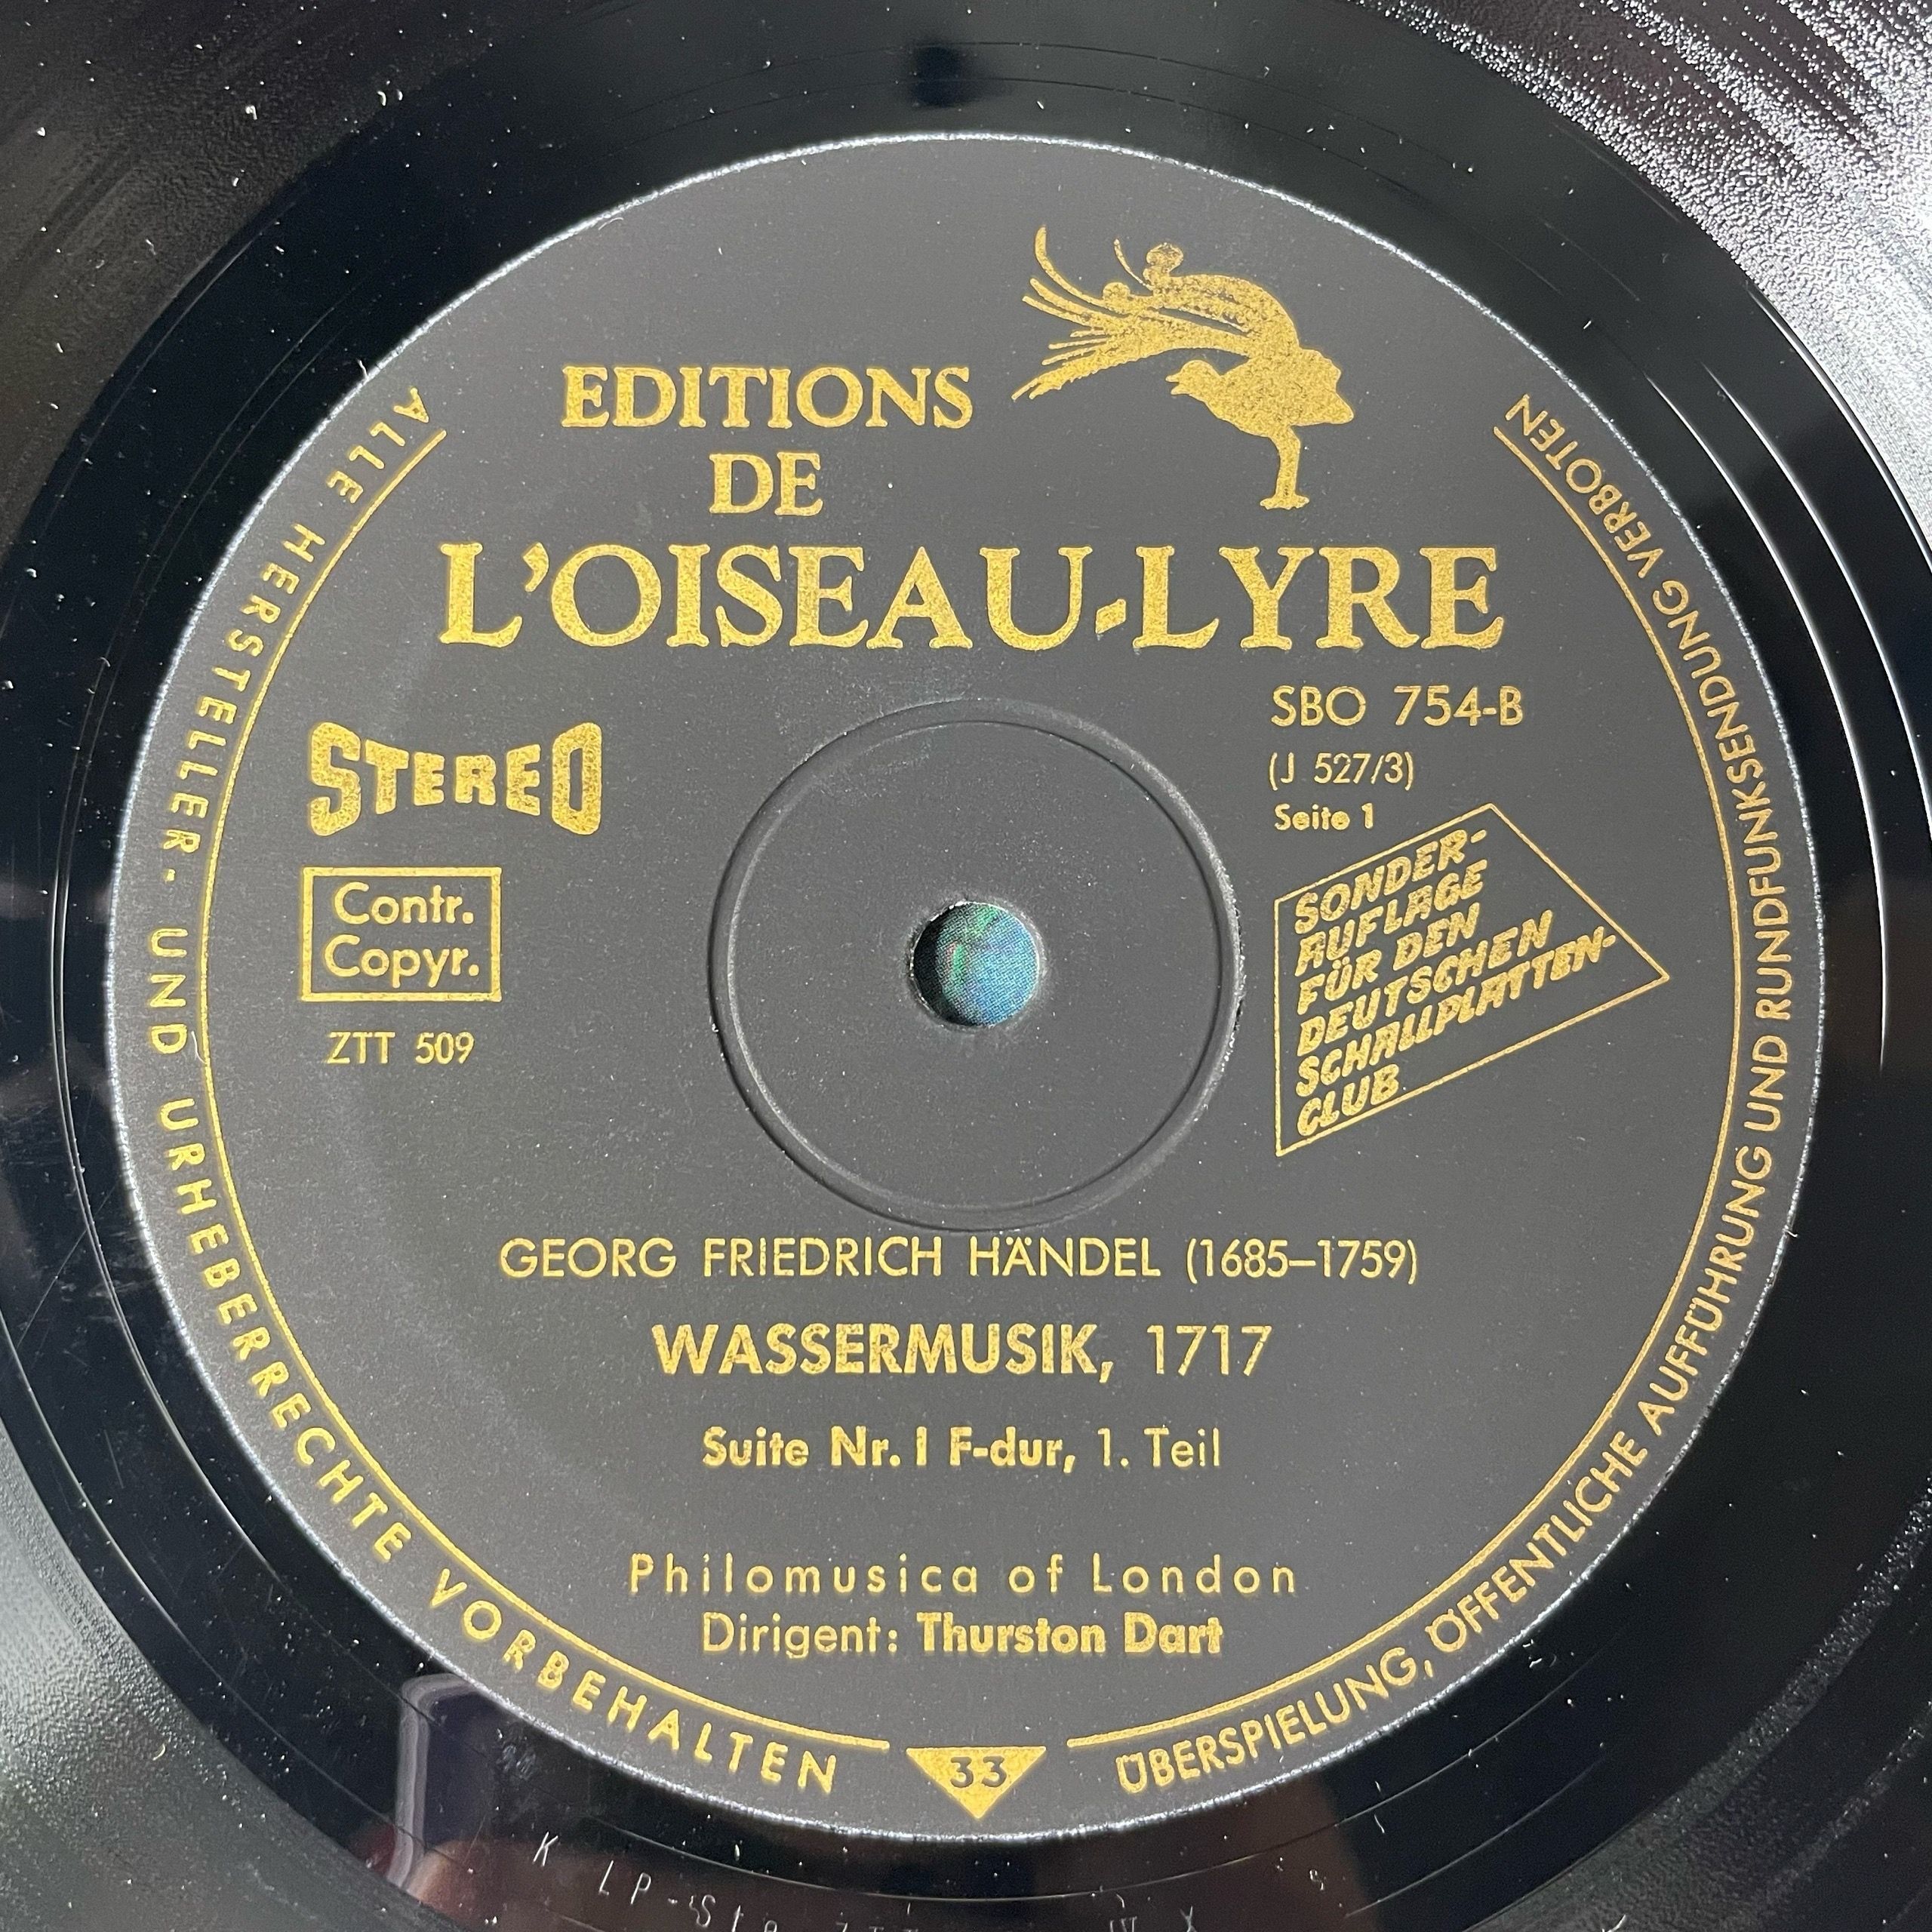 EDITIONS
DE
L'OISEAU-LYRE
STEREO
Contr.
Copyr.
ZTT 509
SBO 754-B
(J 527/3)
Seite 1
SONDER-
AUFLAGE
FÜR DEN
DEUTSCHEN
SCHALLPLATTEN-
CLUB
GEORG FRIEDRICH HÄNDEL (1685–1759)
WASSERMUSIK, 1717
Suite Nr. I F-dur, 1. Teil
Philomusica of London
Dirigent: Thurston Dart
ALLE HERSTELLER- UND URHEBERRECHTE VORBEHALTEN
33
ÜBERSPIELUNG, ÖFFENTLICHE AUFFÜHRUNG UND RUNDFUNKSENDUNG VERBOTEN
K LP-St